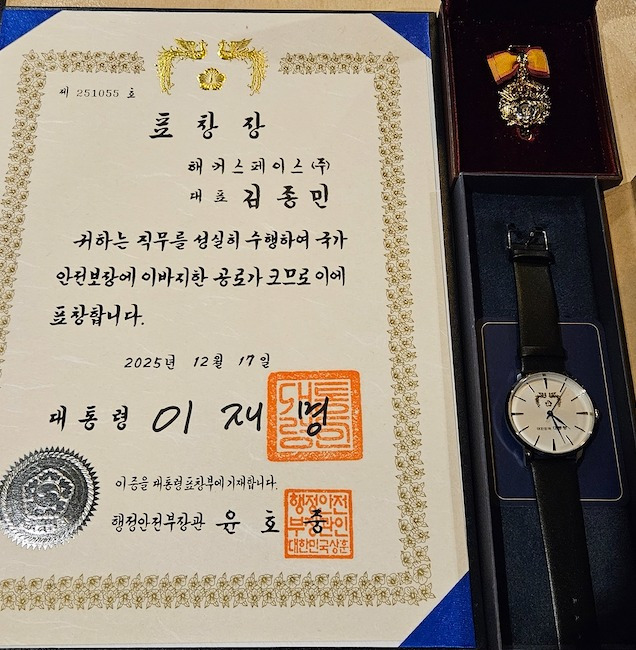 제 251055 호
표 창 장
해커스페이스(주)
대표 김종민
귀하는 직무를 성실히 수행하여 국가
안전보장에 이바지한 공로가 크므로 이에
표창합니다.
2025년 12월 17일
대통령 이 재 명
대통
령인
이 증을 대통령표창부에 기재합니다.
행정안전부장관 윤 호 중
행정안전
부장관인
대한민국상훈